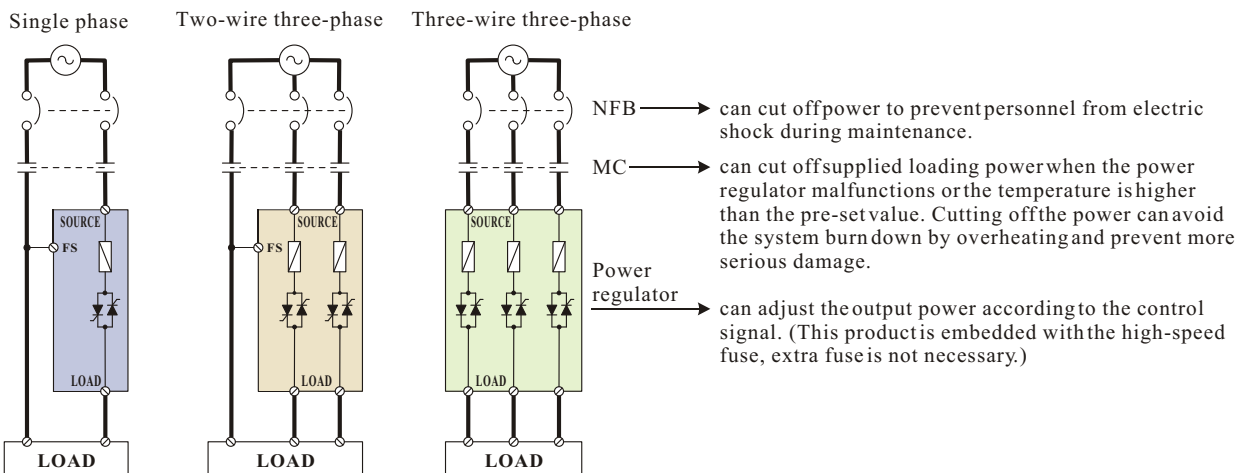 Single phase
Two-wire three-phase
Three-wire three-phase
NFB
can cut off power to prevent personnel from electric
shock during maintenance.
MC
can cut off supplied loading power when the power
regulator malfunctions or the temperature is higher
than the pre-set value. Cutting off the power can avoid
the system burn down by overheating and prevent more
serious damage.
SOURCE
SOURCE
SOURCE
FS
FS
Power
regulator
can adjust the output power according to the control
signal. (This product is embedded with the high-speed
fuse, extra fuse is not necessary.)
LOAD
LOAD
LOAD
LOAD
LOAD
LOAD